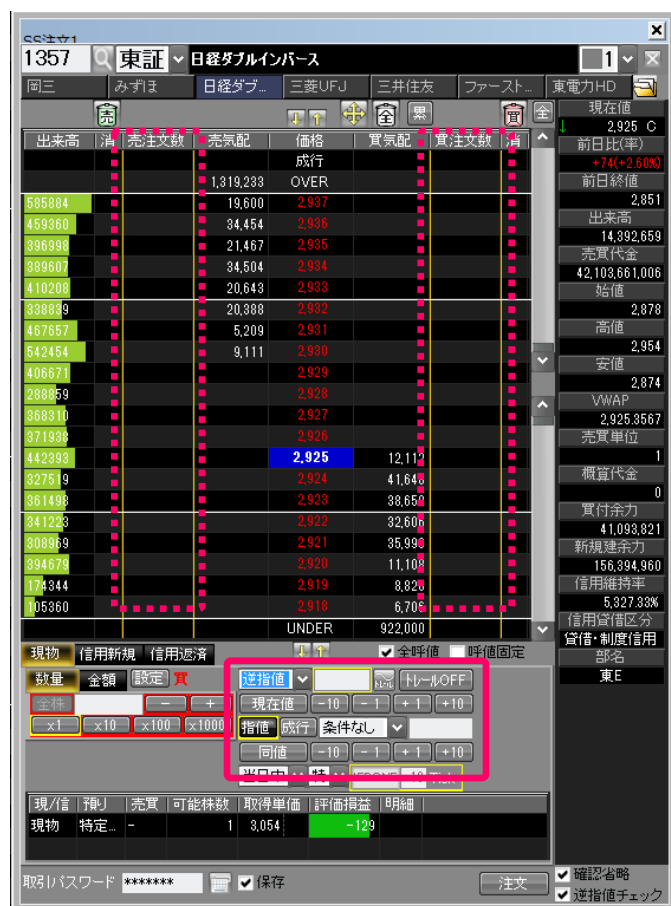 SS注文1
1357 東証 日経ダブルインバース 1
岡三 みずほ 日経ダブ... 三菱UFJ 三井住友 ファースト... 東電力HD
売 全 累 買 全
出来高 消 売注文数 売気配 価格 買気配 買注文数 消
成行
1,319,233 OVER
585884 19,600 2,937
459360 34,454 2,936
396998 21,467 2,935
389607 34,504 2,934
410208 20,643 2,933
338839 20,388 2,932
467657 5,209 2,931
542454 9,111 2,930
406671 2,929
288859 2,928
368310 2,927
371938 2,926
442393 2,925
327519 2,924
361498 2,923
341223 2,922
308969 2,921
394679 2,920
174344 2,919
105360 2,918
UNDER 922,000
現在値
↓ 2,925 C
前日比(率)
+74(+2.60%)
前日終値
2,851
出来高
14,392,659
売買代金
42,103,661,006
始値
2,878
高値
2,954
安値
2,874
VWAP
2,925.3567
売買単位
1
概算代金
0
買付余力
41,093,821
新規建余力
156,394,960
信用維持率
5,327.33%
信用貸借区分
貸借・制度信用
部名
東E
現物 信用新規 信用返済 全呼値 呼値固定
数量 金額 設定 買 逆指値 トレールOFF
全株 - + 現在値 -10 - 1 + 1 +10
x1 x10 x100 x1000 指値 成行 条件なし
同値 -10 - 1 + 1 +10
当日中 特
現/信 預り 売買 可能株数 取得単価 評価損益 明細
現物 特定... - 1 3,054 -129
取引パスワード ******* 保存 注文
確認省略
逆指値チェック